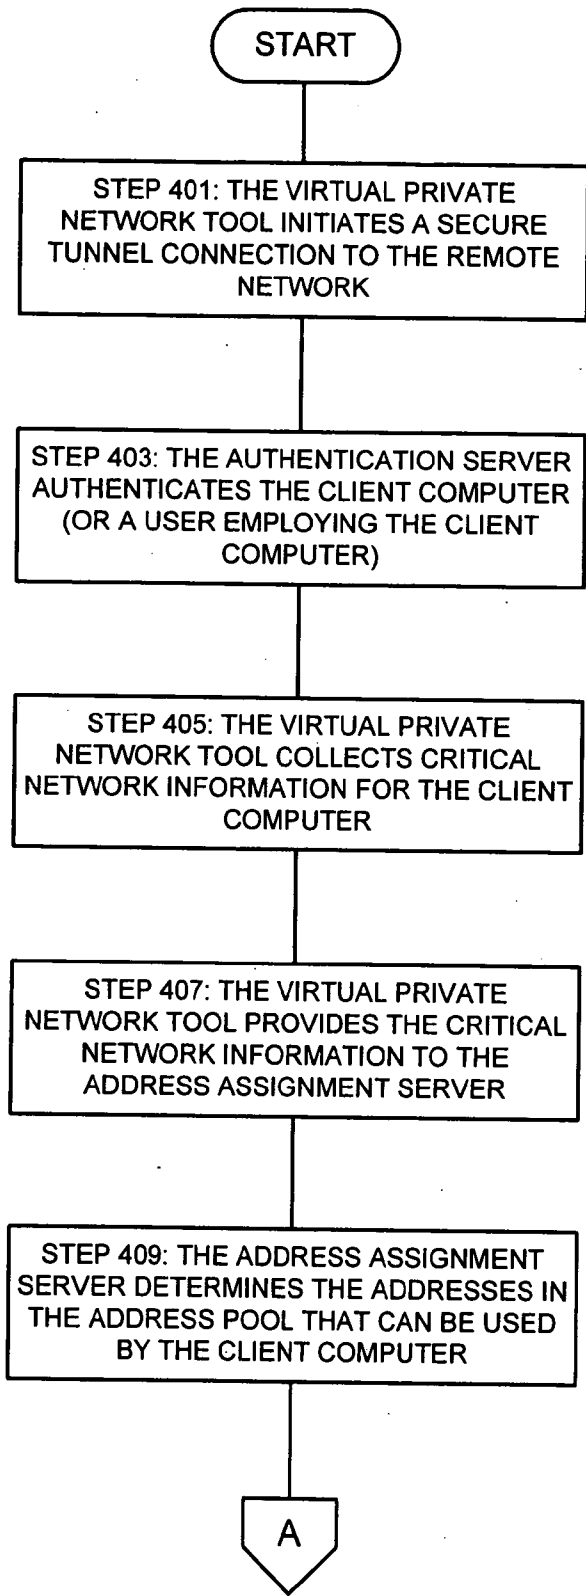 START
STEP 401: THE VIRTUAL PRIVATE
NETWORK TOOL INITIATES A SECURE
TUNNEL CONNECTION TO THE REMOTE
NETWORK
STEP 403: THE AUTHENTICATION SERVER
AUTHENTICATES THE CLIENT COMPUTER
(OR A USER EMPLOYING THE CLIENT
COMPUTER)
STEP 405: THE VIRTUAL PRIVATE
NETWORK TOOL COLLECTS CRITICAL
NETWORK INFORMATION FOR THE CLIENT
COMPUTER
STEP 407: THE VIRTUAL PRIVATE
NETWORK TOOL PROVIDES THE CRITICAL
NETWORK INFORMATION TO THE
ADDRESS ASSIGNMENT SERVER
STEP 409: THE ADDRESS ASSIGNMENT
SERVER DETERMINES THE ADDRESSES IN
THE ADDRESS POOL THAT CAN BE USED
BY THE CLIENT COMPUTER
A